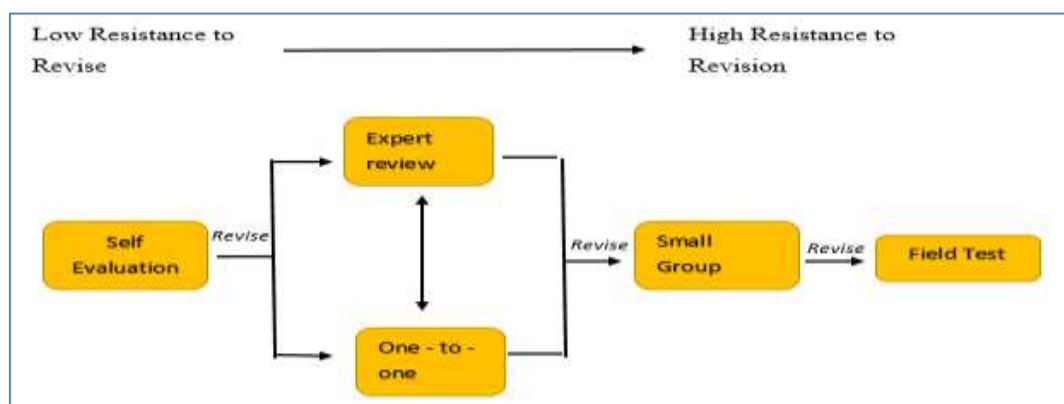 Low Resistance to
Revise
High Resistance to
Revision
Expert
review
Self
Evaluation
Revise
Revise
Small
Group
Revise
Field Test
One - to -
one